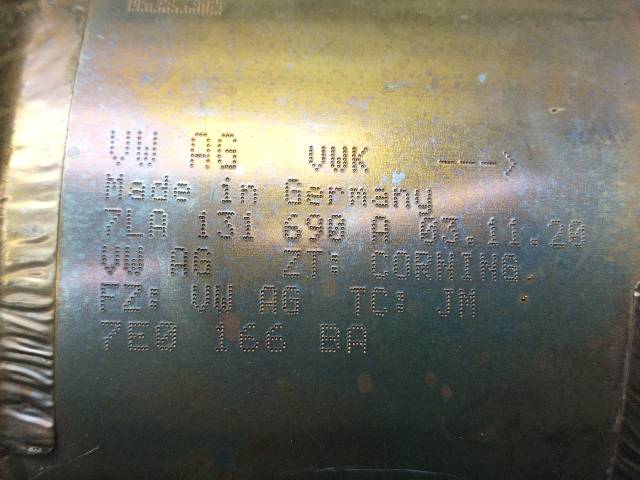 VW AG VWK --->
Made in Germany
7LA 131 690 A 03.11.20
VW AG ZT: CORNING
FZ: VW AG TC: JM
7E0 166 BA